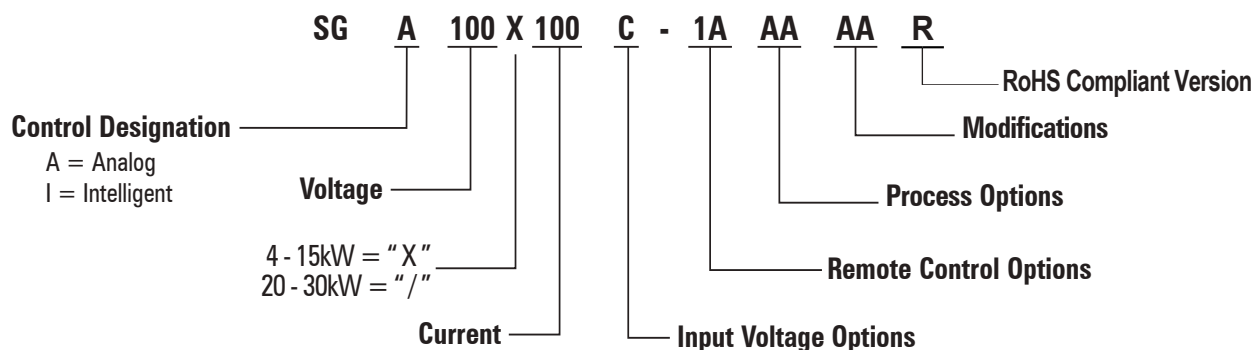 SG A 100 X 100 C - 1A AA AA R
RoHS Compliant Version
Control Designation
Modifications
A = Analog
I = Intelligent
Voltage
Process Options
4 - 15kW = “X”
20 - 30kW = “/”
Remote Control Options
Current
Input Voltage Options